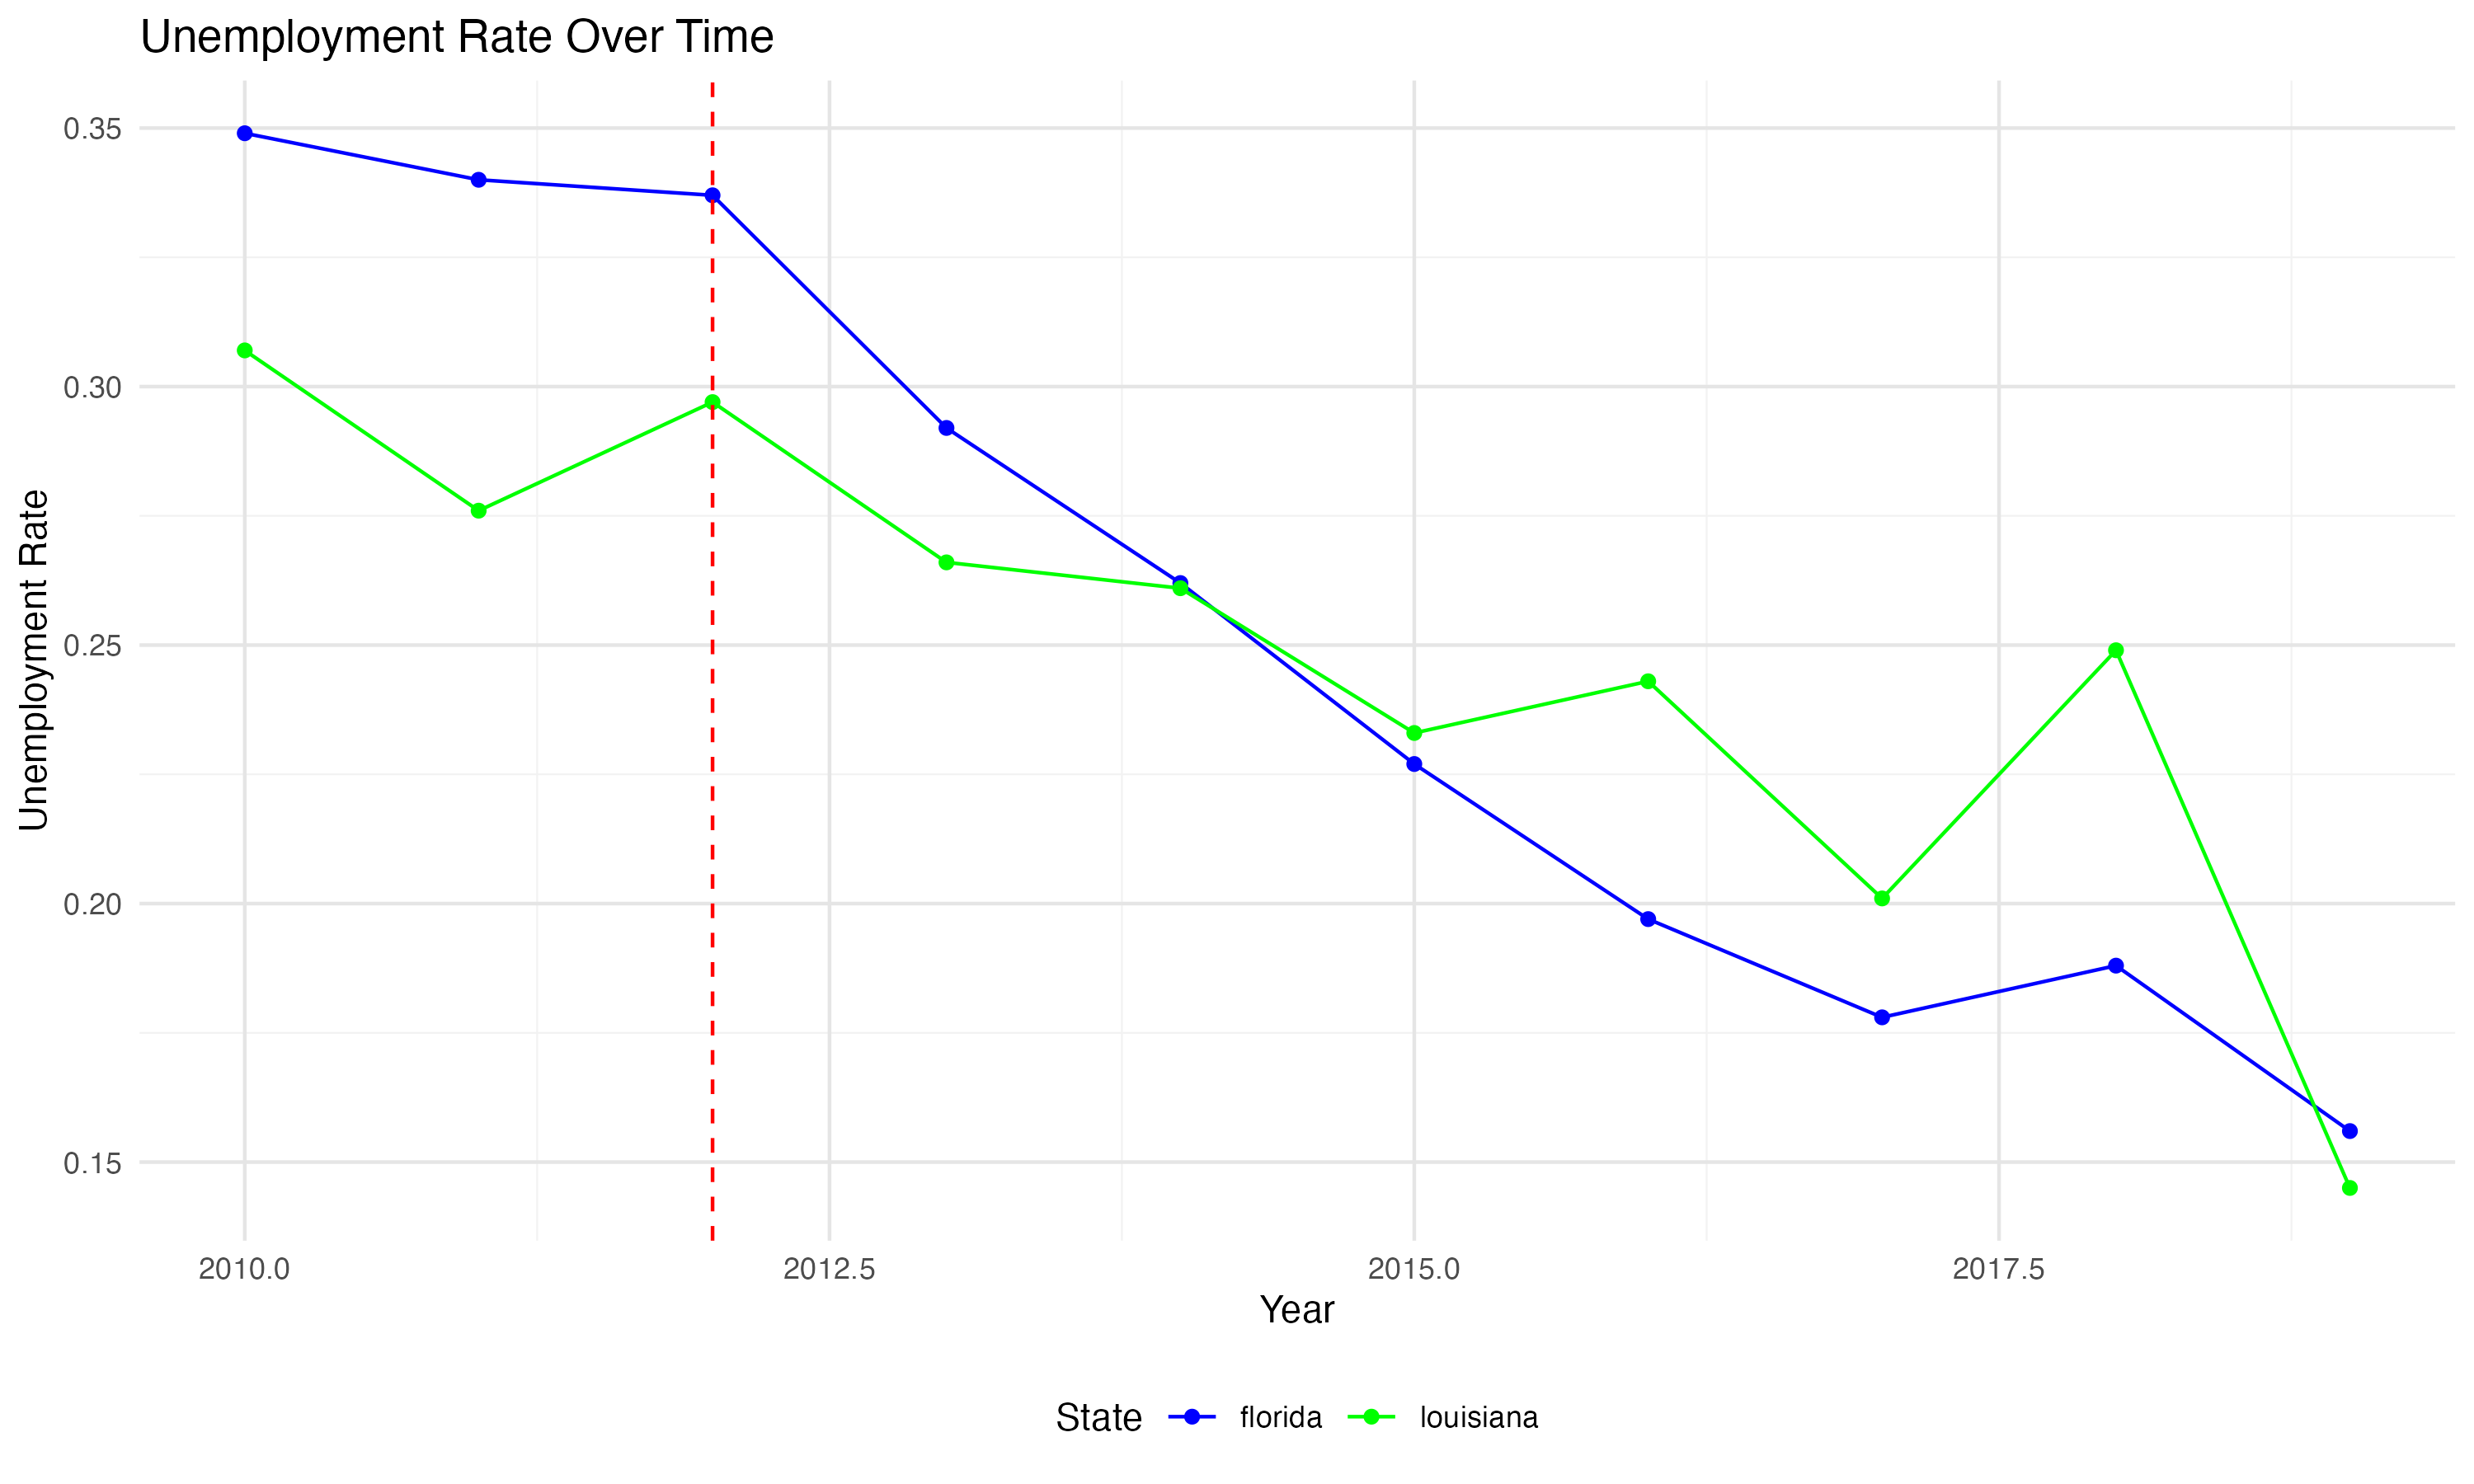 Unemployment Rate Over Time
Unemployment Rate
0.35
0.30
0.25
0.20
0.15
2010.0 2012.5 2015.0 2017.5
Year
State florida louisiana